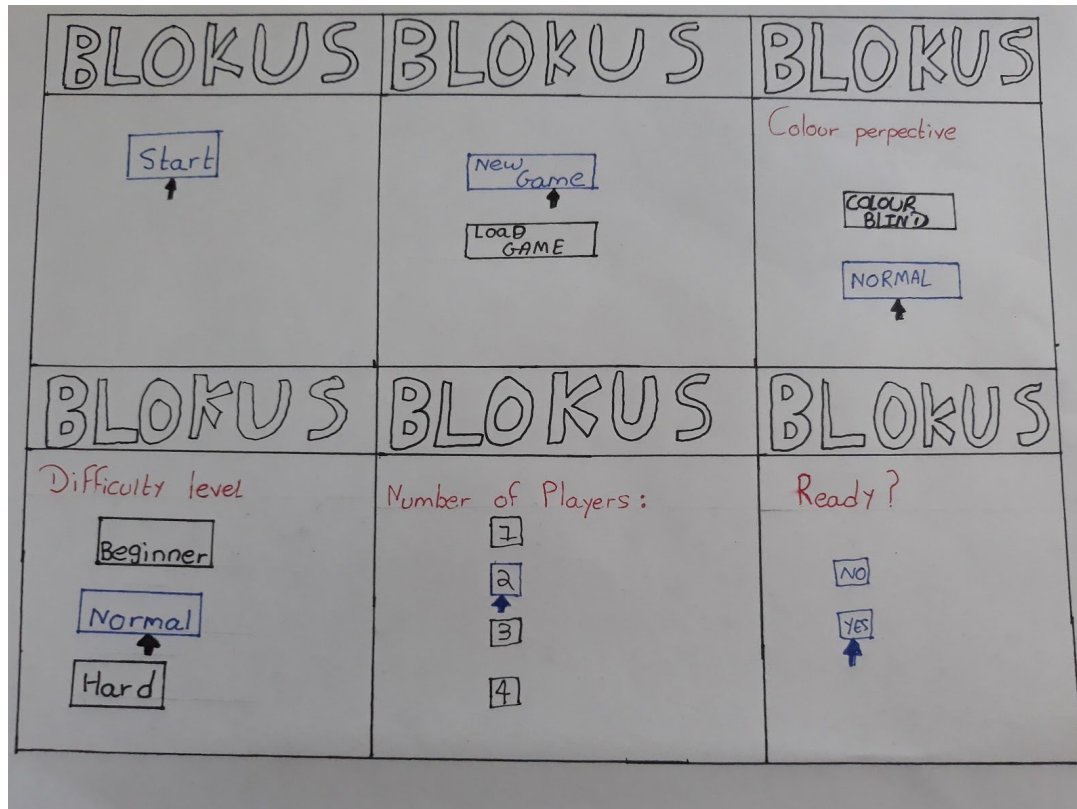 BLOKUS
Start
BLOKUS
New
Game
LOAD
GAME
BLOKUS
Colour perpective
COLOUR
BLIND
NORMAL
BLOKUS
Difficulty level
Beginner
Normal
Hard
BLOKUS
Number of Players:
1
2
3
4
BLOKUS
Ready?
NO
YES